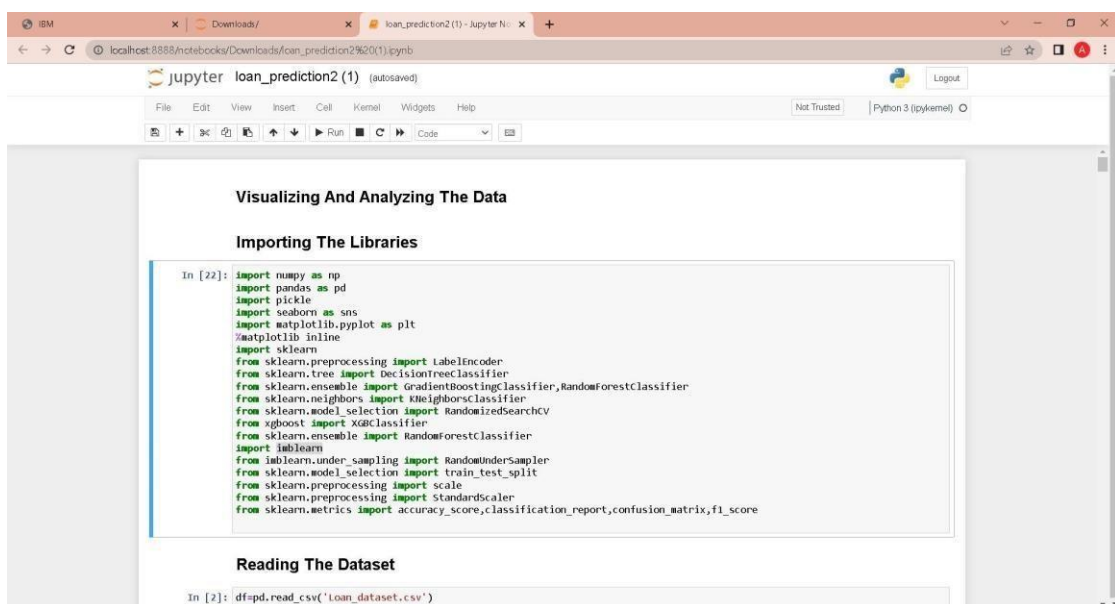 IBM
Downloads/
loan_prediction2 (1) - Jupyter No
localhost:8888/notebooks/Downloads/loan_prediction2%20(1).ipynb
A
jupyter loan_prediction2 (1) (autosaved)
Logout
File Edit View Insert Cell Kernel Widgets Help
Not Trusted
Python 3 (ipykernel)
Run
Code
Visualizing And Analyzing The Data
Importing The Libraries
In [22]: import numpy as np
import pandas as pd
import pickle
import seaborn as sns
import matplotlib.pyplot as plt
%matplotlib inline
import sklearn
from sklearn.preprocessing import LabelEncoder
from sklearn.tree import DecisionTreeClassifier
from sklearn.ensemble import GradientBoostingClassifier,RandomForestClassifier
from sklearn.neighbors import KNeighborsClassifier
from sklearn.model_selection import RandomizedSearchCV
from xgboost import XGBClassifier
from sklearn.ensemble import RandomForestClassifier
import imblearn
from imblearn.under_sampling import RandomUnderSampler
from sklearn.model_selection import train_test_split
from sklearn.preprocessing import scale
from sklearn.preprocessing import StandardScaler
from sklearn.metrics import accuracy_score,classification_report,confusion_matrix,f1_score
Reading The Dataset
In [2]: df=pd.read_csv('Loan_dataset.csv')